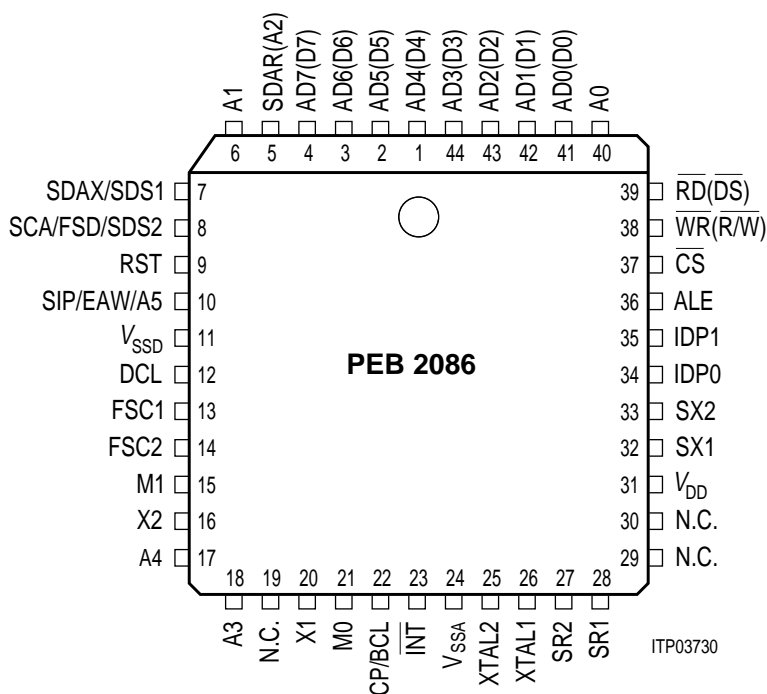 A1
SDAR(A2)
AD7(D7)
AD6(D6)
AD5(D5)
AD4(D4)
AD3(D3)
AD2(D2)
AD1(D1)
AD0(D0)
A0
6 5 4 3 2 1 44 43 42 41 40
SDAX/SDS1 7
SCA/FSD/SDS2 8
RST 9
SIP/EAW/A5 10
VSSD 11
DCL 12
FSC1 13
FSC2 14
M1 15
X2 16
A4 17
PEB 2086
39 RD(DS)
38 WR(R/W)
37 CS
36 ALE
35 IDP1
34 IDP0
33 SX2
32 SX1
31 VDD
30 N.C.
29 N.C.
18 19 20 21 22 23 24 25 26 27 28
A3
N.C.
X1
M0
CP/BCL
INT
VSSA
XTAL2
XTAL1
SR2
SR1
ITP03730